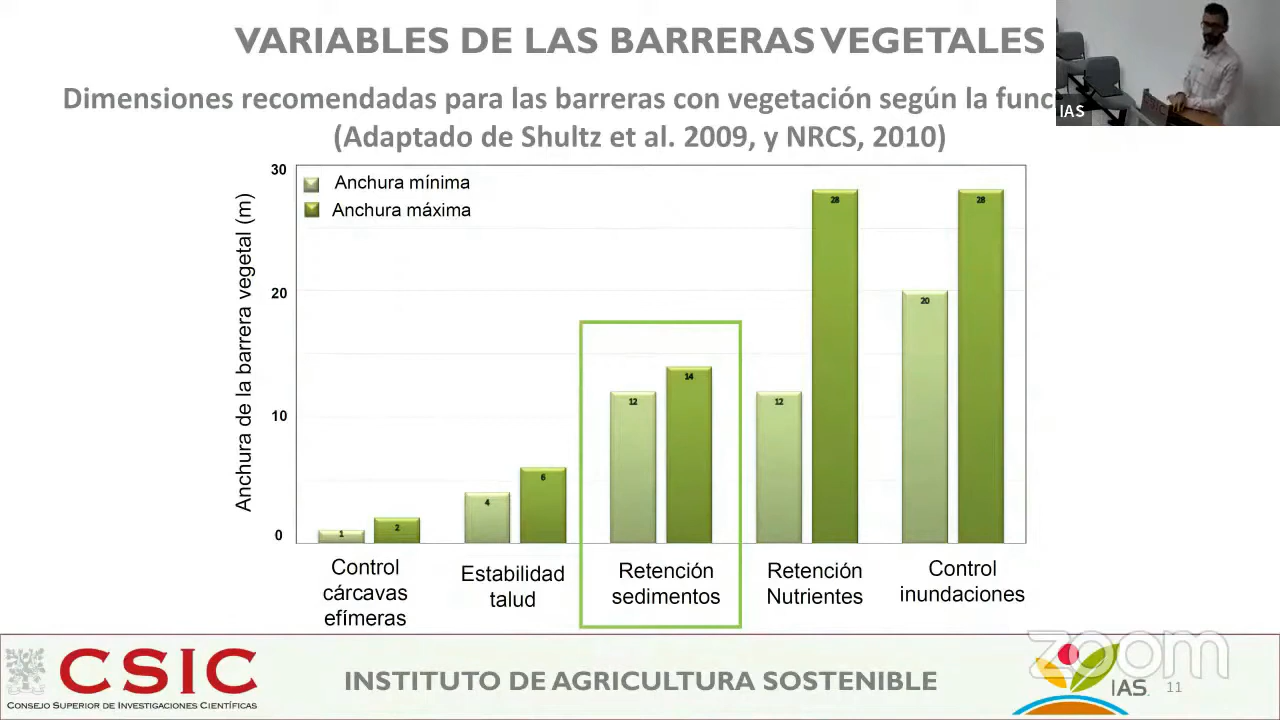 VARIABLES DE LAS BARRERAS VEGETALES
Dimensiones recomendadas para las barreras con vegetación según la
(Adaptado de Shultz et al. 2009, y NRCS, 2010)
IAS
Anchura mínima
Anchura máxima
Anchura de la barrera vegetal (m)
30
20
10
0
1
2
4
6
12
14
12
28
20
28
Control
cárcavas
efímeras
Estabilidad
talud
Retención
sedimentos
Retención
Nutrientes
Control
inundaciones
CSIC
CONSEJO SUPERIOR DE INVESTIGACIONES CIENTÍFICAS
INSTITUTO DE AGRICULTURA SOSTENIBLE
zoom
IAS
11